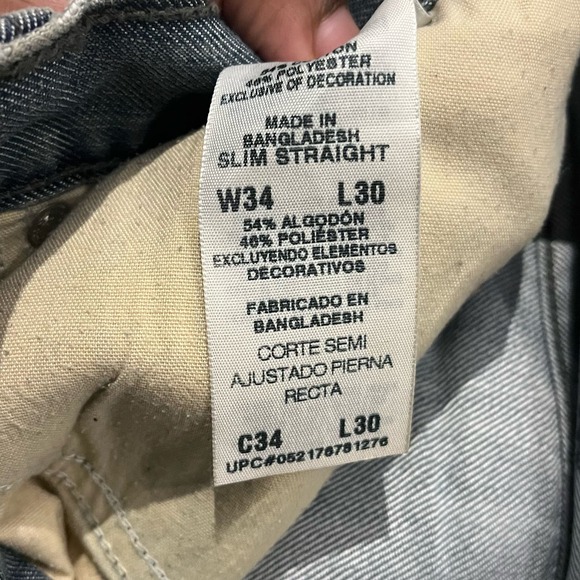 46% POLYESTER
EXCLUSIVE OF DECORATION
MADE IN
BANGLADESH
SLIM STRAIGHT
W34 L30
54% ALGODÓN
46% POLIÉSTER
EXCLUYENDO ELEMENTOS
DECORATIVOS
FABRICADO EN
BANGLADESH
CORTE SEMI
AJUSTADO PIERNA
RECTA
C34 L30
UPC#052176781276